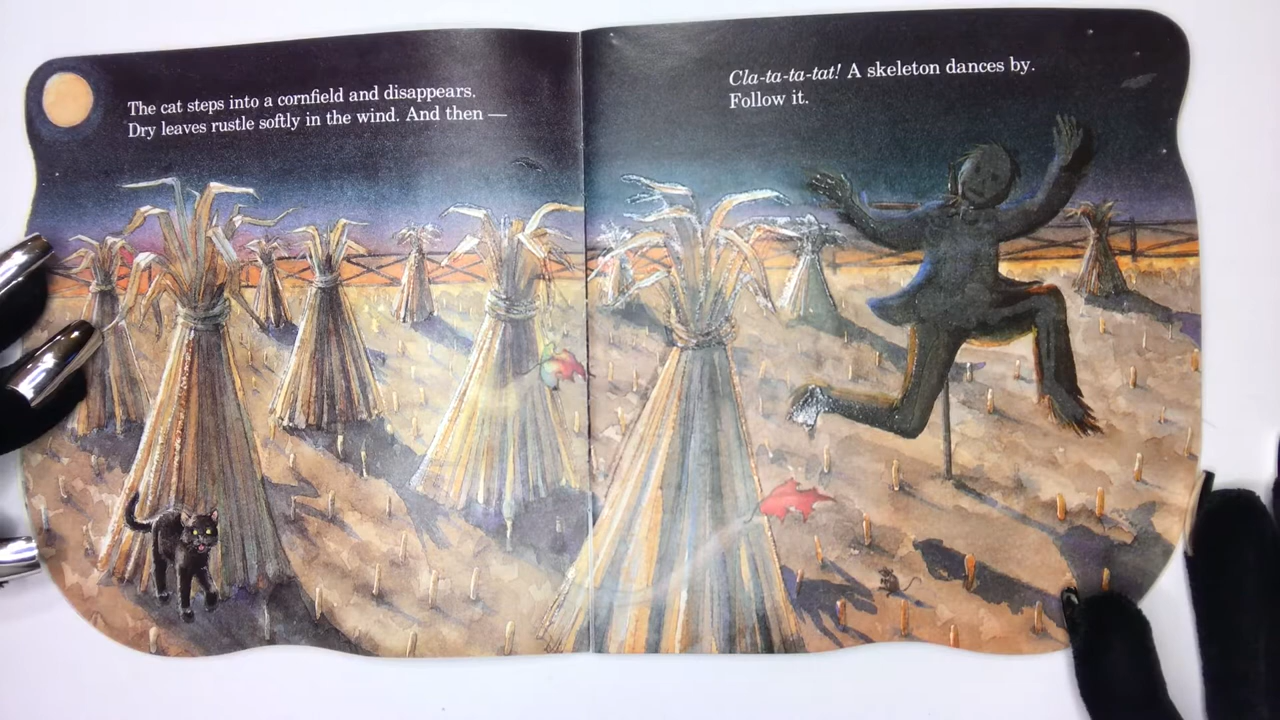 The cat steps into a cornfield and disappears.
Dry leaves rustle softly in the wind. And then —
Cla-ta-ta-tat! A skeleton dances by.
Follow it.